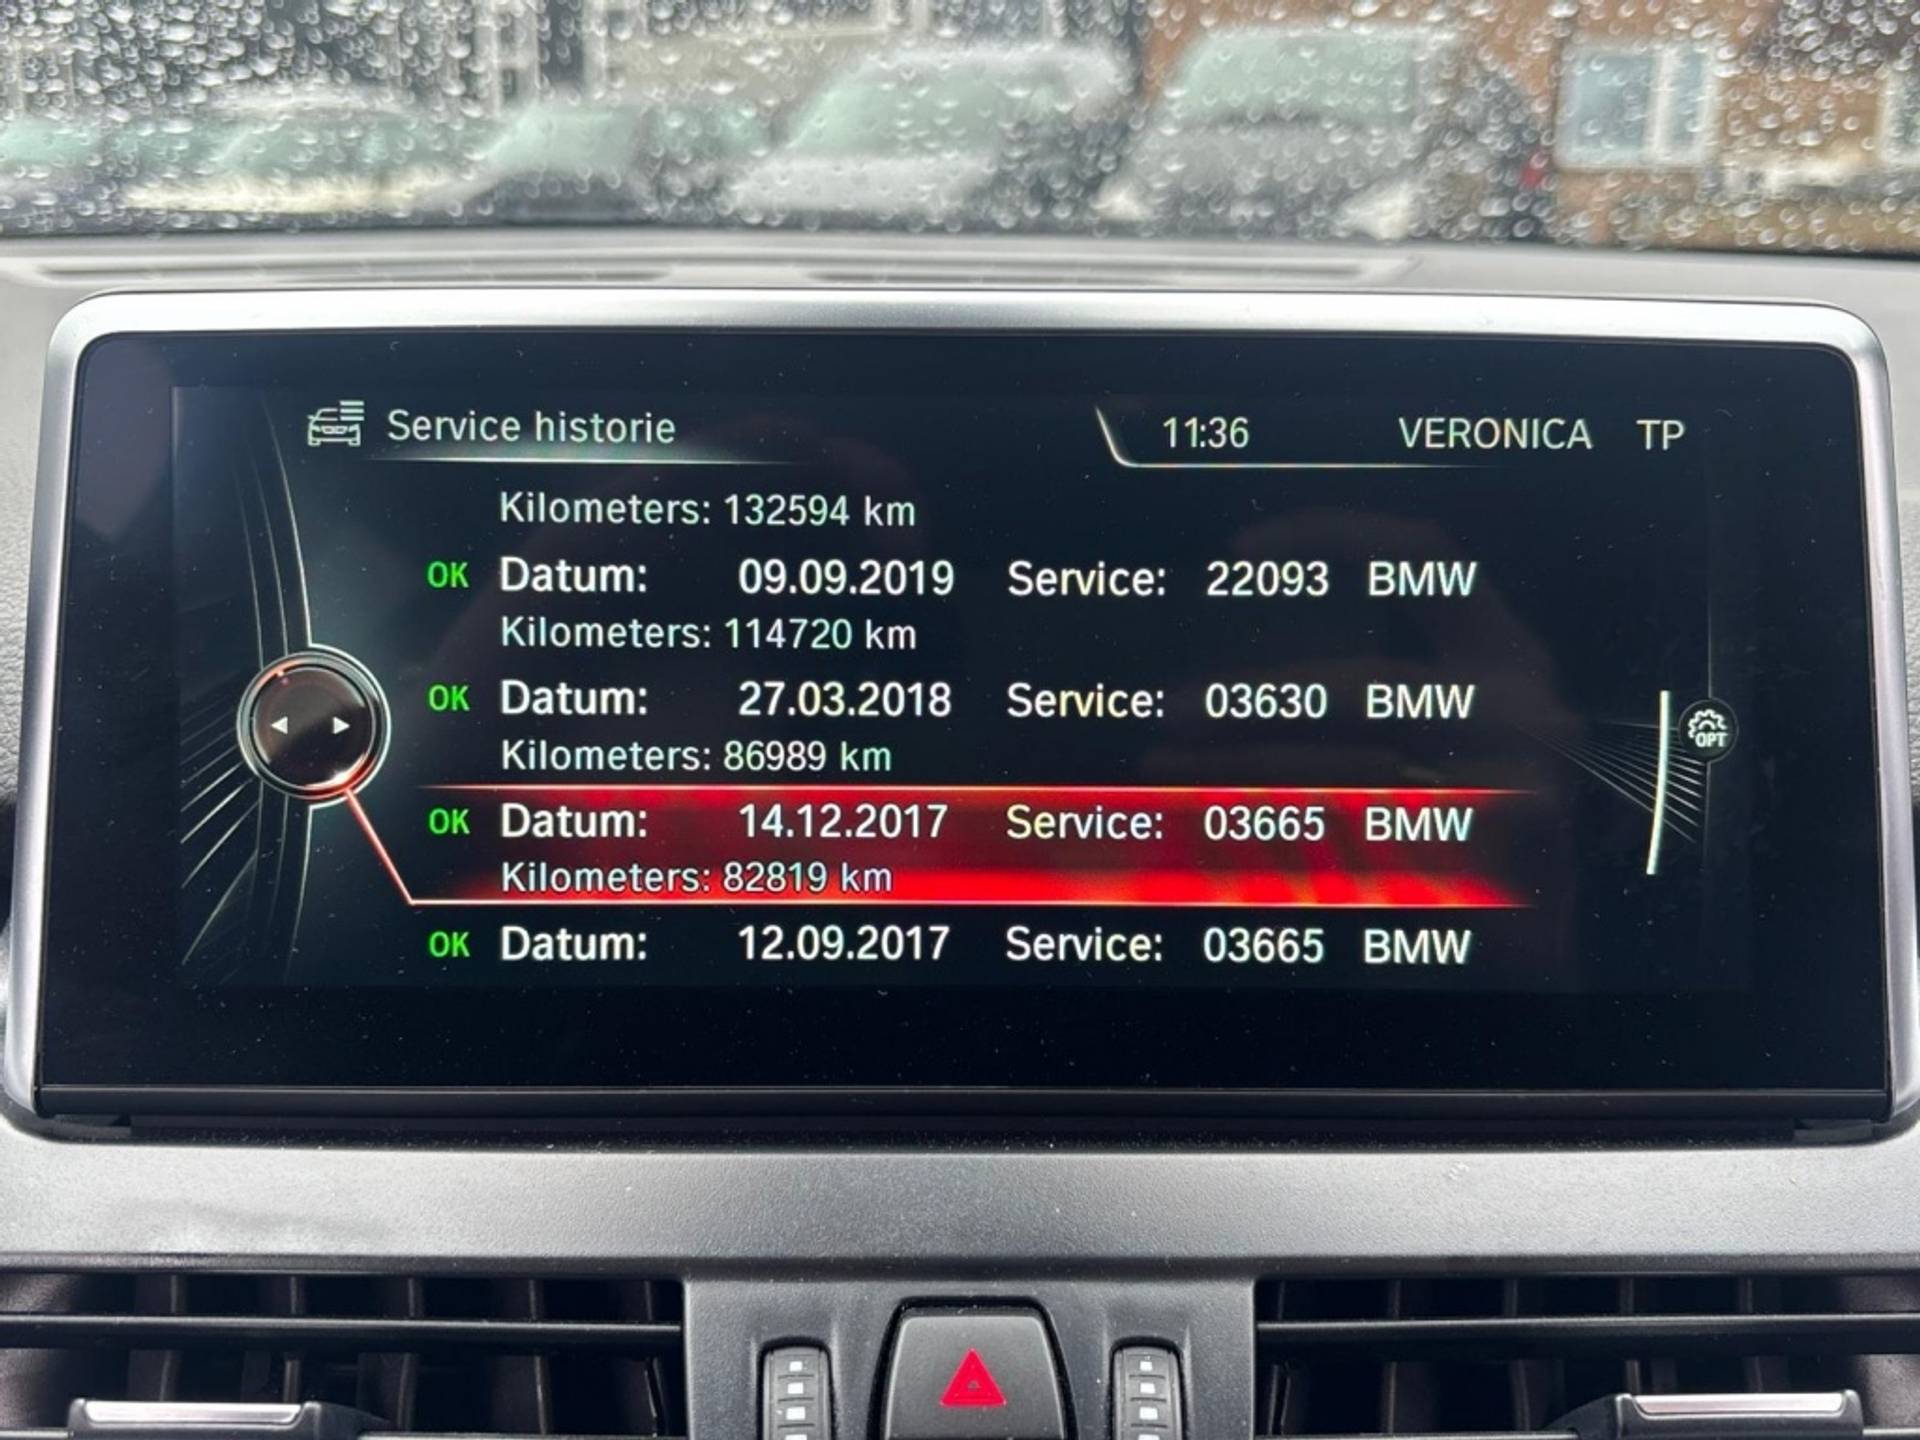 Service historie 11:36 VERONICA TP
Kilometers: 132594 km
OK Datum: 09.09.2019 Service: 22093 BMW
Kilometers: 114720 km
OK Datum: 27.03.2018 Service: 03630 BMW
Kilometers: 86989 km
OPT
OK Datum: 14.12.2017 Service: 03665 BMW
Kilometers: 82819 km
OK Datum: 12.09.2017 Service: 03665 BMW